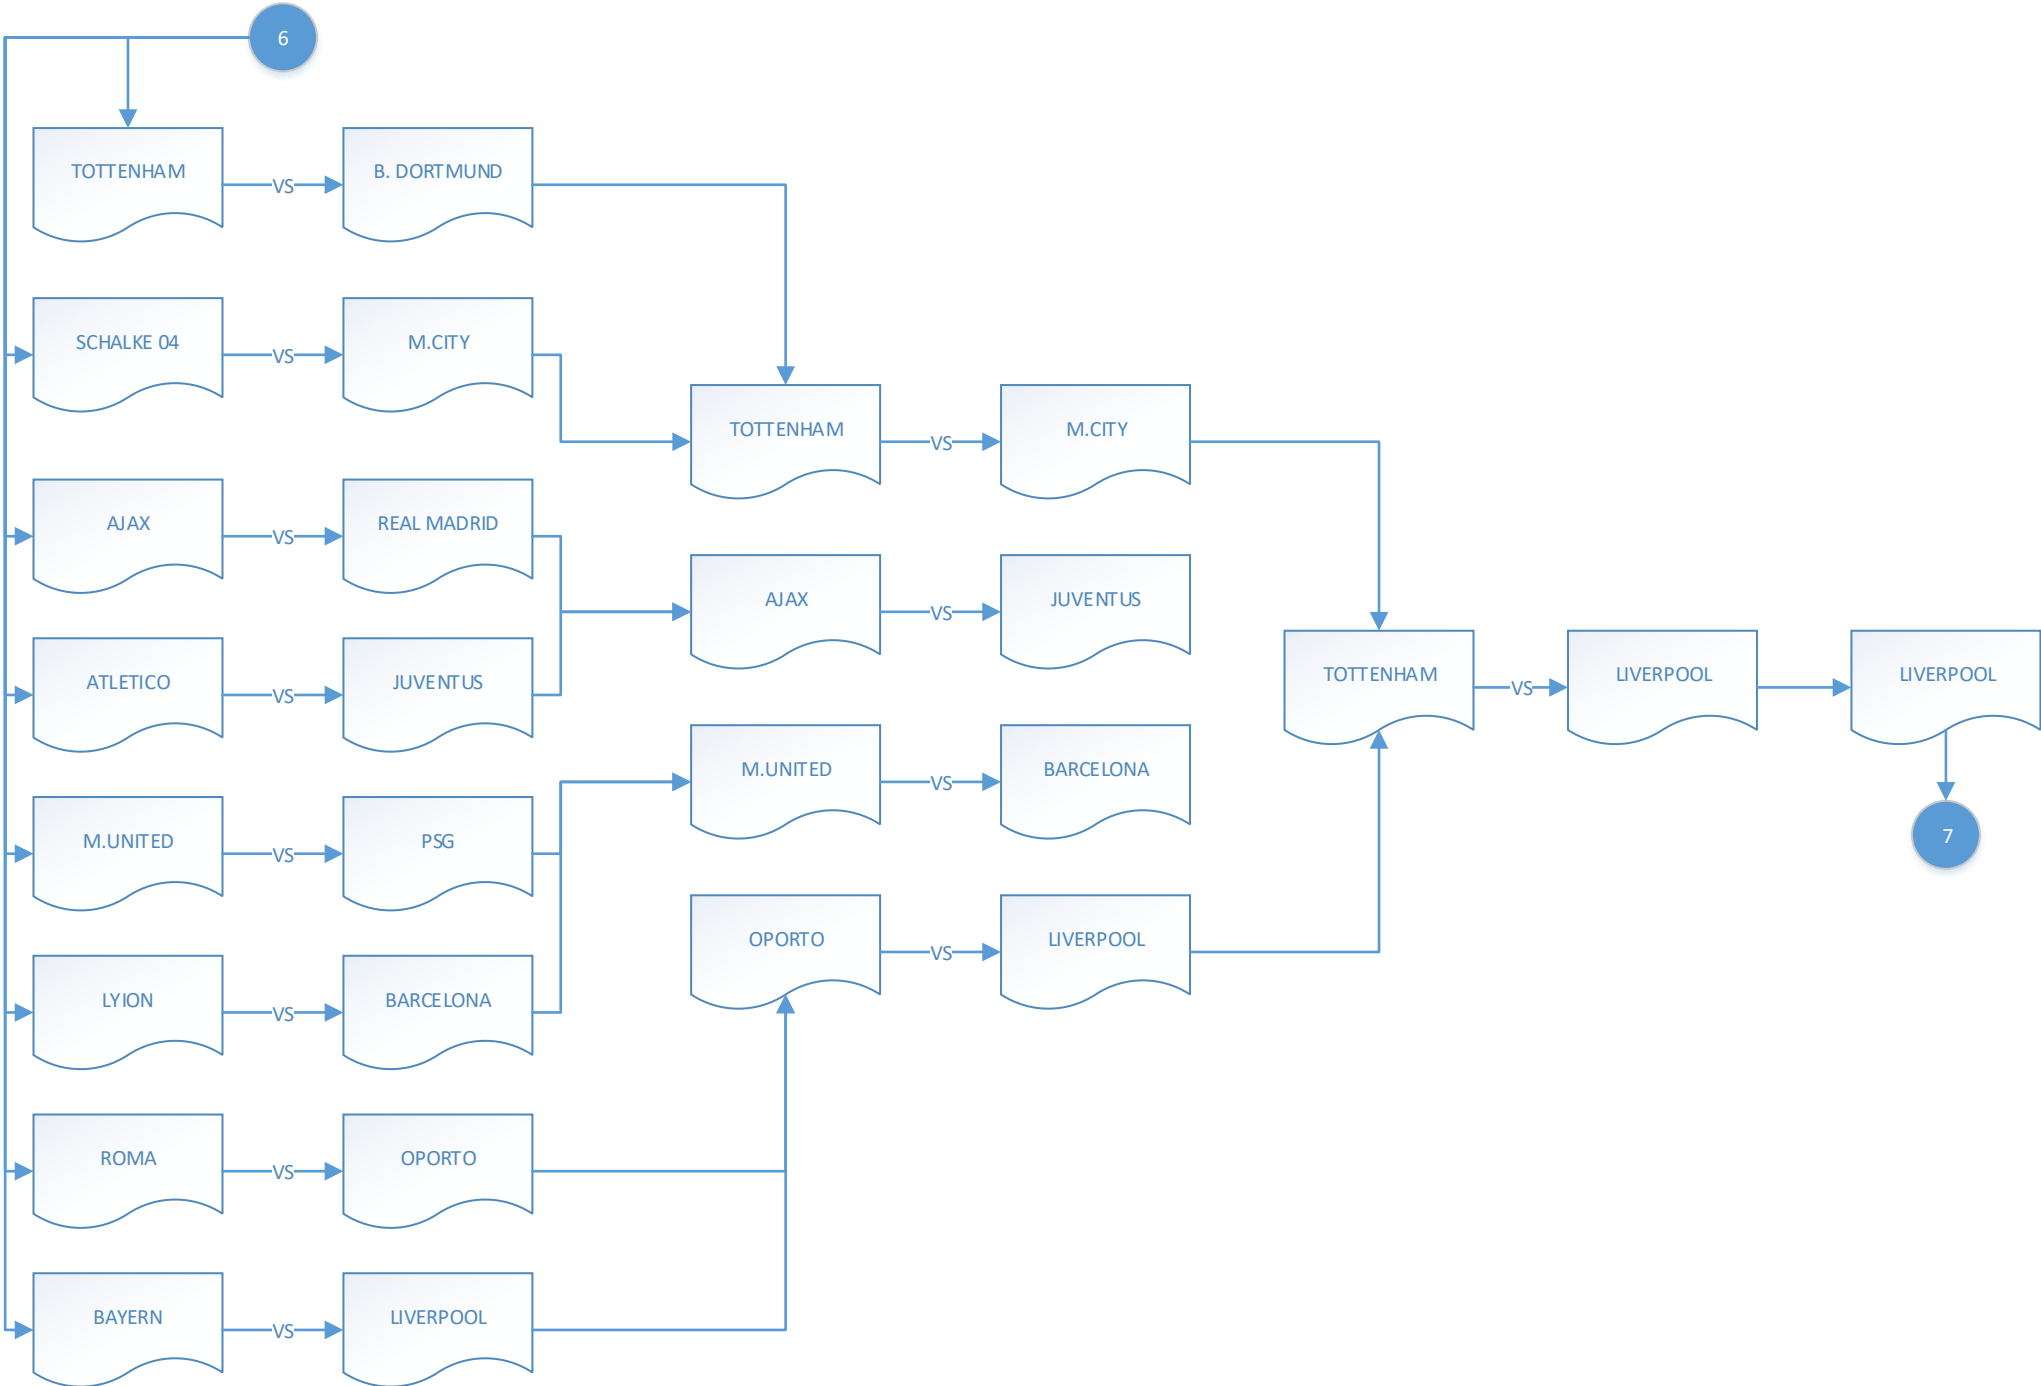 6
TOTTENHAM VS B. DORTMUND
SCHALKE 04 VS M.CITY
TOTTENHAM VS M.CITY
AJAX VS REAL MADRID
AJAX VS JUVENTUS
ATLETICO VS JUVENTUS
TOTTENHAM VS LIVERPOOL LIVERPOOL
M.UNITED VS BARCELONA
7
M.UNITED VS PSG
OPORTO VS LIVERPOOL
LYION VS BARCELONA
ROMA VS OPORTO
BAYERN VS LIVERPOOL